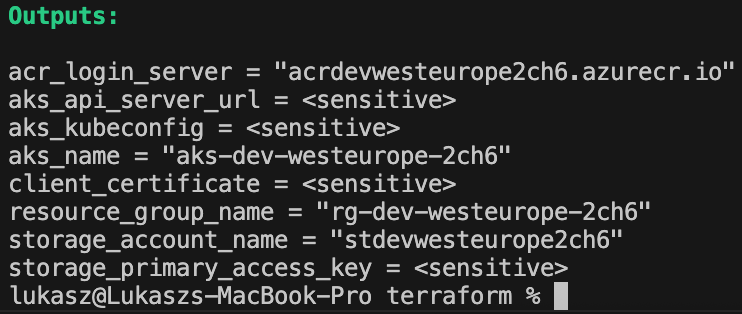 Outputs:
acr_login_server = "acrdevwesteurope2ch6.azurecr.io"
aks_api_server_url = <sensitive>
aks_kubeconfig = <sensitive>
aks_name = "aks-dev-westeurope-2ch6"
client_certificate = <sensitive>
resource_group_name = "rg-dev-westeurope-2ch6"
storage_account_name = "stdevwesteurope2ch6"
storage_primary_access_key = <sensitive>
lukasz@Lukaszs-MacBook-Pro terraform %